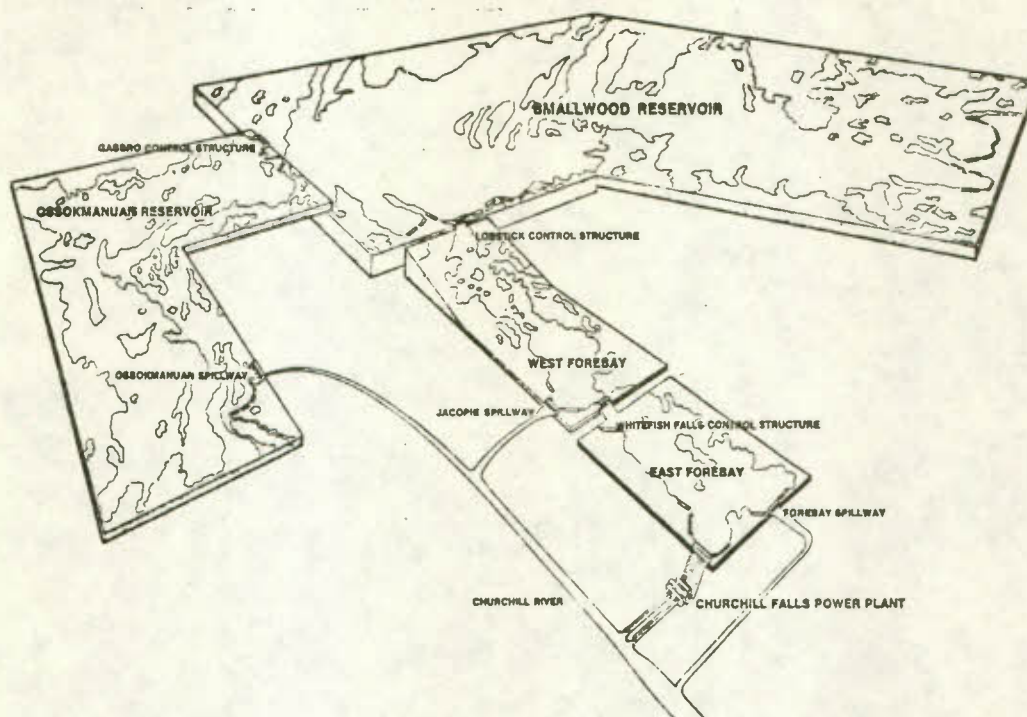 SMALLWOOD RESERVOIR
GABBRO CONTROL STRUCTURE
OSSOKMANUAN RESERVOIR
LOBSTICK CONTROL STRUCTURE
WEST FOREBAY
OSSOKMANUAN SPILLWAY
JACOPIE SPILLWAY
WHITEFISH FALLS CONTROL STRUCTURE
EAST FOREBAY
FOREBAY SPILLWAY
CHURCHILL RIVER
CHURCHILL FALLS POWER PLANT